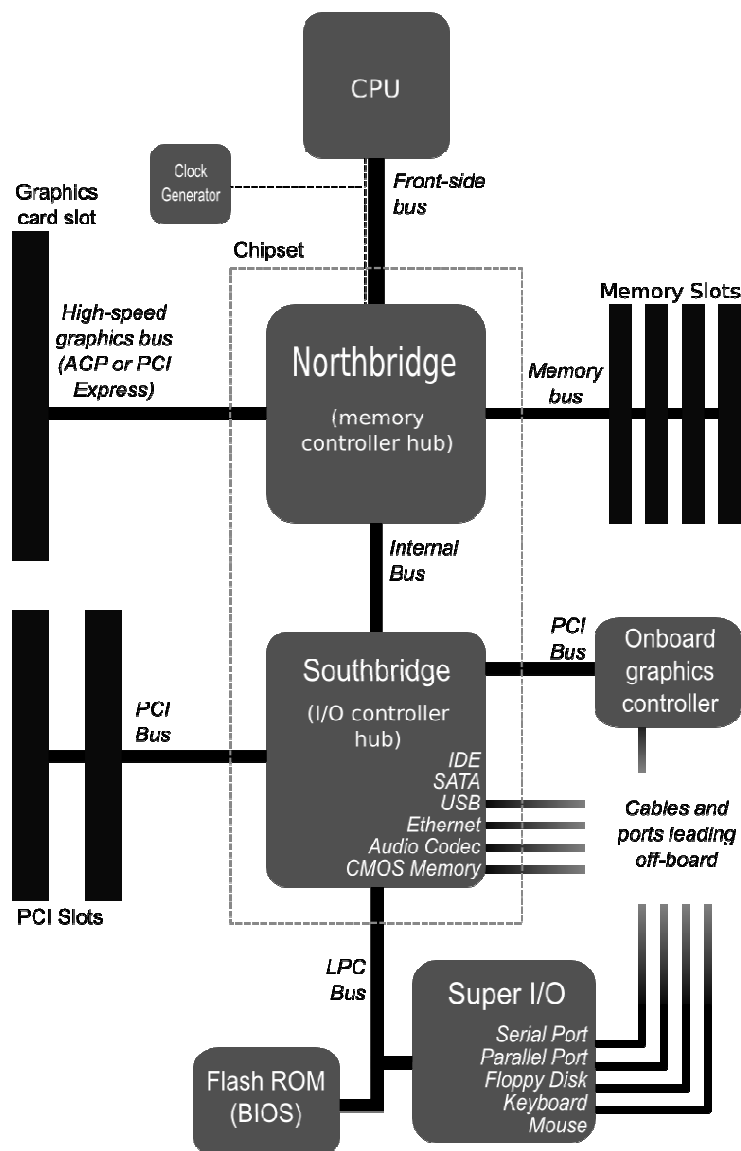 CPU
Clock
Generator
Front-side
bus
Graphics
card slot
Chipset
High-speed
graphics bus
(ACP or PCI
Express)
Northbridge
(memory
controller hub)
Memory
bus
Memory Slots
Internal
Bus
PCI
Bus
Southbridge
(I/O controller
hub)
IDE
SATA
USB
Ethernet
Audio Codec
CMOS Memory
PCI
Bus
Onboard
graphics
controller
Cables and
ports leading
off-board
PCI Slots
LPC
Bus
Super I/O
Serial Port
Parallel Port
Floppy Disk
Keyboard
Mouse
Flash ROM
(BIOS)